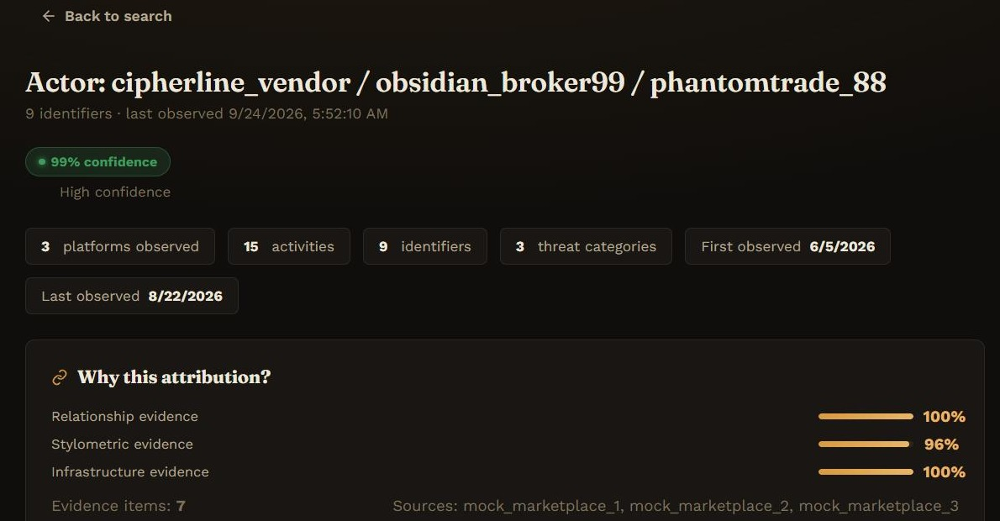 ← Back to search
Actor: cipherline_vendor / obsidian_broker99 / phantomtrade_88
9 identifiers · last observed 9/24/2026, 5:52:10 AM
99% confidence
High confidence
3 platforms observed 15 activities 9 identifiers 3 threat categories First observed 6/5/2026
Last observed 8/22/2026
Why this attribution?
Relationship evidence 100%
Stylometric evidence 96%
Infrastructure evidence 100%
Evidence items: 7 Sources: mock_marketplace_1, mock_marketplace_2, mock_marketplace_3